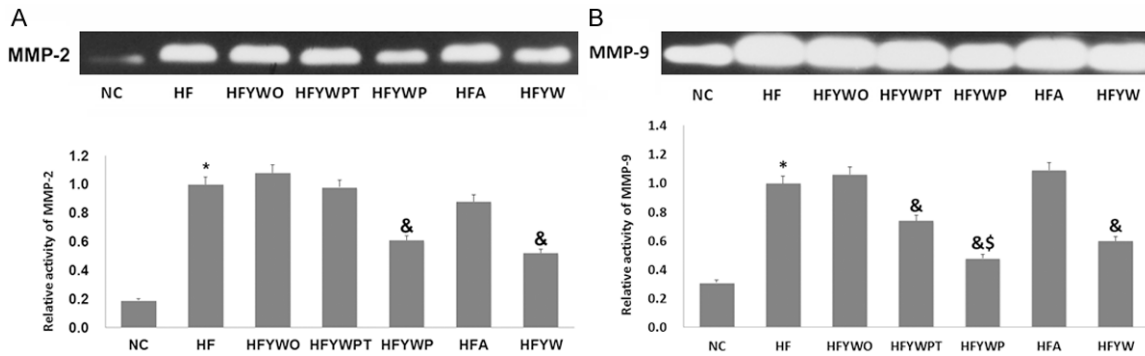 A
MMP-2
NC HF HFYWO HFYWPT HFYWP HFA HFYW
Relative activity of MMP-2
1.2
1.0
0.8
0.6
0.4
0.2
0.0
*
&
&
NC HF HFYWO HFYWPT HFYWP HFA HFYW
B
MMP-9
NC HF HFYWO HFYWPT HFYWP HFA HFYW
Relative activity of MMP-9
1.4
1.2
1.0
0.8
0.6
0.4
0.2
0.0
*
&
&$
&
NC HF HFYWO HFYWPT HFYWP HFA HFYW